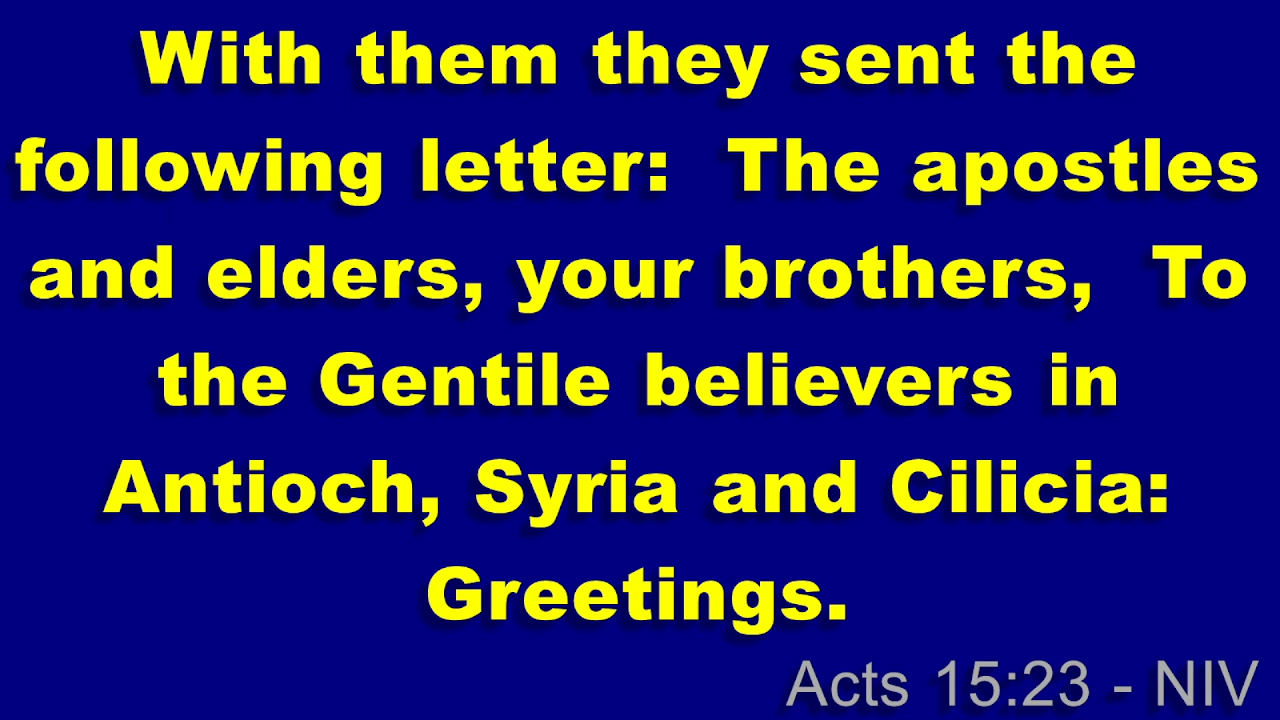 With them they sent the
following letter:  The apostles
and elders, your brothers,  To
the Gentile believers in
Antioch, Syria and Cilicia:
Greetings.
Acts 15:23 - NIV